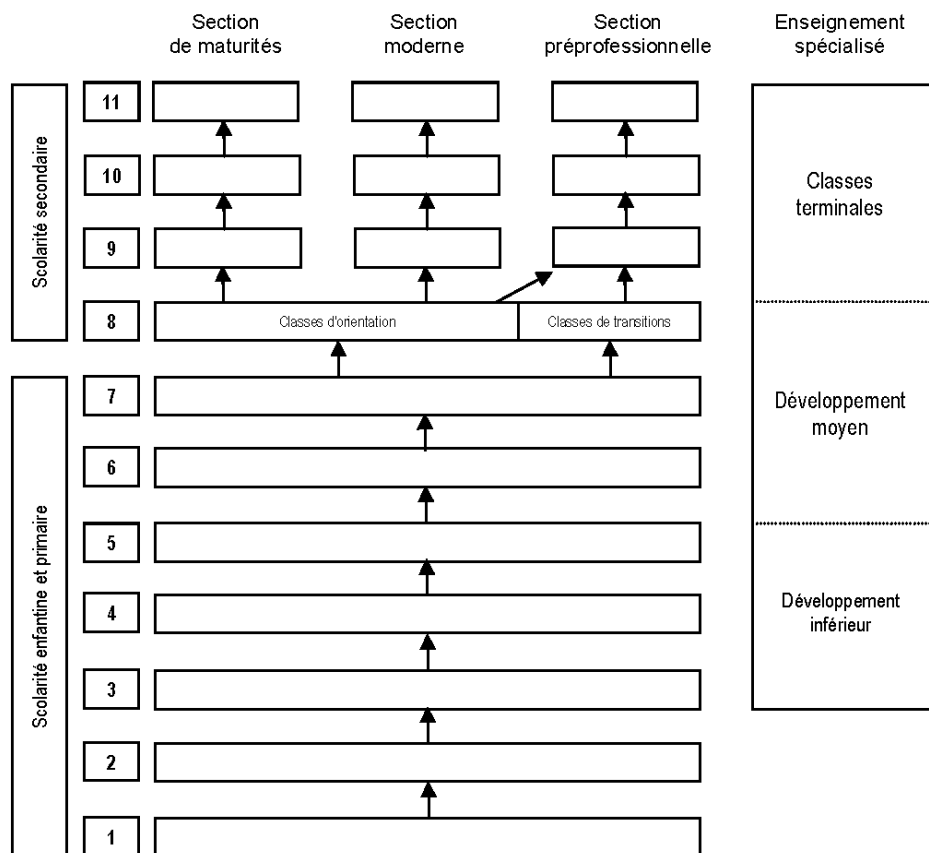 Section
de maturités
Section
moderne
Section
préprofessionnelle
Enseignement
spécialisé
Scolarité secondaire
11
10
9
8
Classes d'orientation
Classes de transitions
Scolarité enfantine et primaire
7
6
5
4
3
2
1
Classes
terminales
Développement
moyen
Développement
inférieur